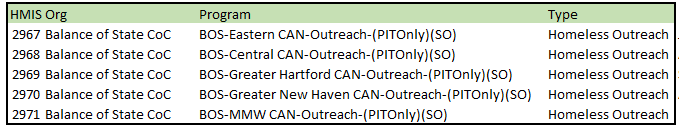 HMIS Org Program Type
2967 Balance of State CoC BOS-Eastern CAN-Outreach-(PITOnly)(SO) Homeless Outreach
2968 Balance of State CoC BOS-Central CAN-Outreach-(PITOnly)(SO) Homeless Outreach
2969 Balance of State CoC BOS-Greater Hartford CAN-Outreach-(PITOnly)(SO) Homeless Outreach
2970 Balance of State CoC BOS-Greater New Haven CAN-Outreach-(PITOnly)(SO) Homeless Outreach
2971 Balance of State CoC BOS-MMW CAN-Outreach-(PITOnly)(SO) Homeless Outreach